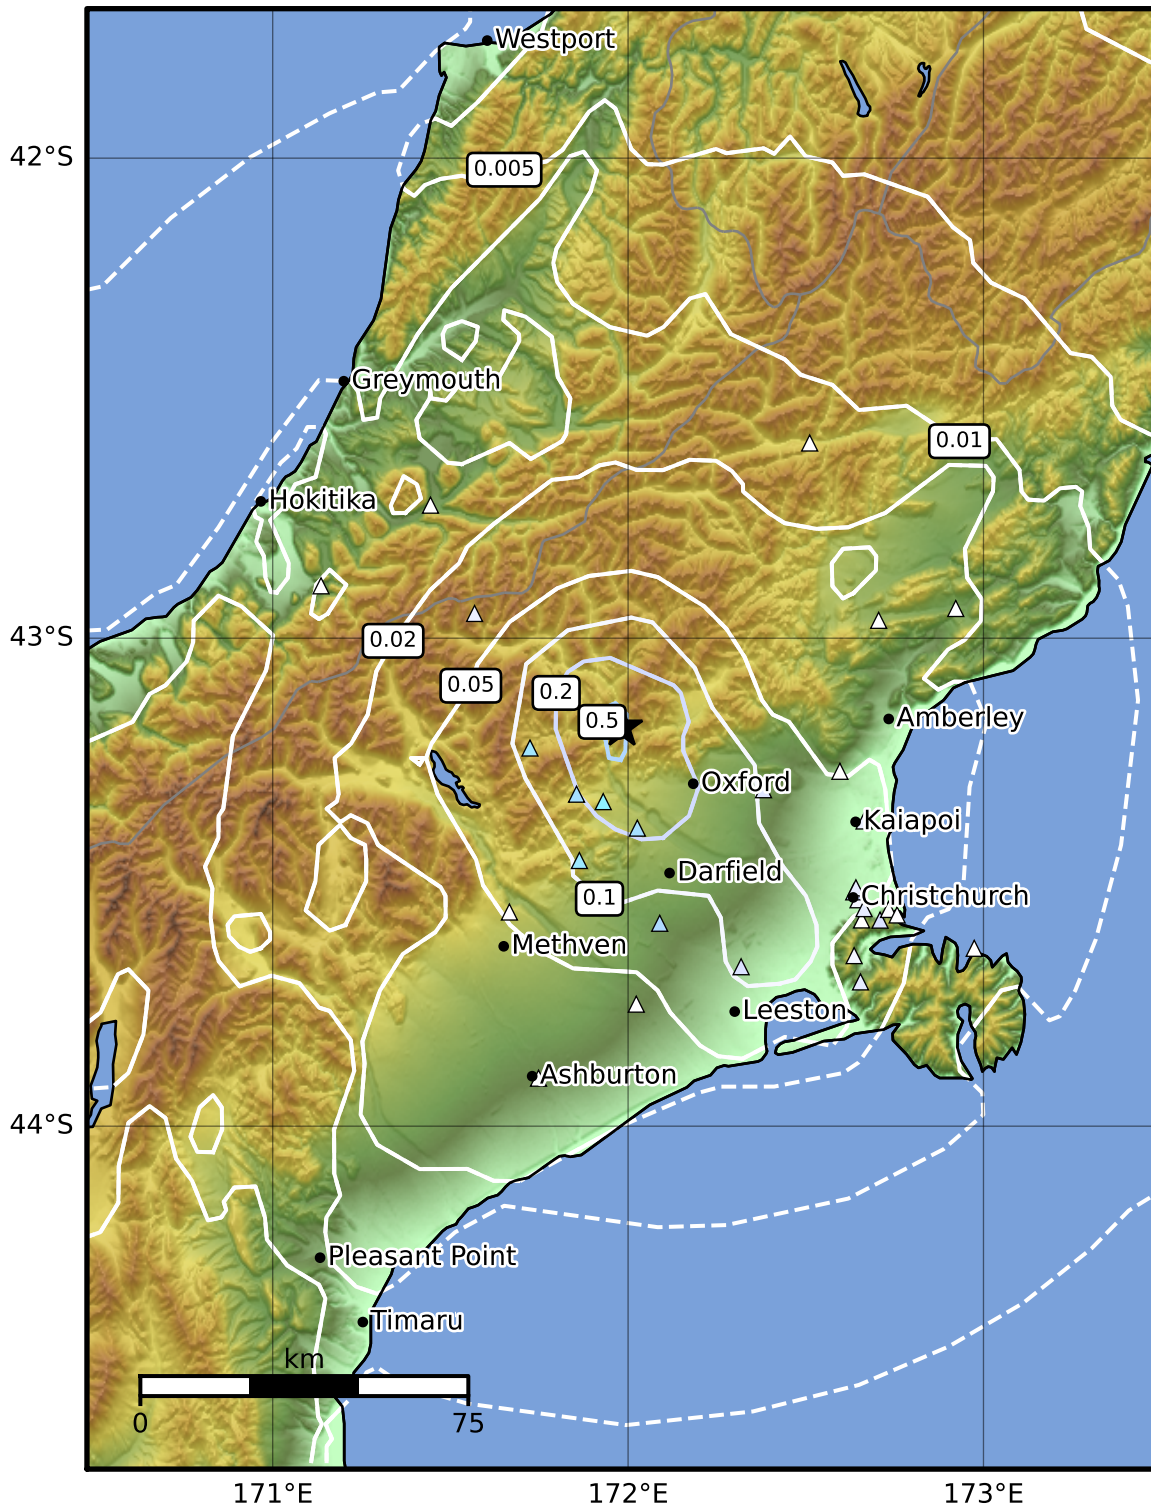 Westport
42°S
0.005
Greymouth
0.01
Hokitika
43°S
0.02
0.05
0.2
0.5
Amberley
Oxford
Kaiapoi
Darfield
0.1
Christchurch
Methven
Leeston
Ashburton
44°S
Pleasant Point
Timaru
km
0 75
171°E 172°E 173°E